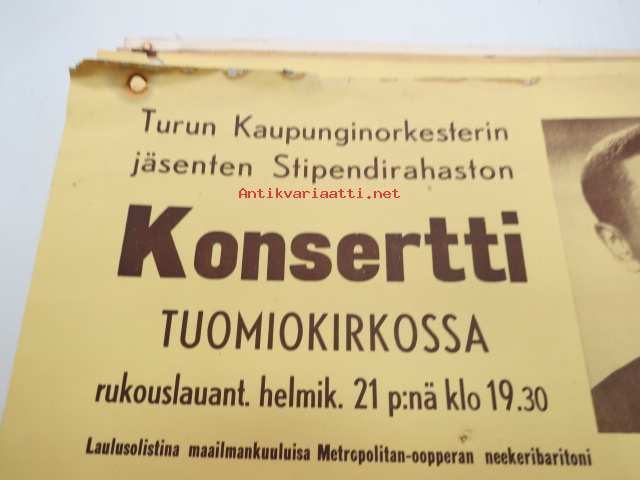 Turun Kaupunginorkesterin
jäsenten Stipendirahaston
Antikvariaatti.net
Konsertti
TUOMIOKIRKOSSA
rukouslauant. helmik. 21 p:nä klo 19.30
Laulusolistina maailmankuuluisa Metropolitan-oopperan neekeribaritoni